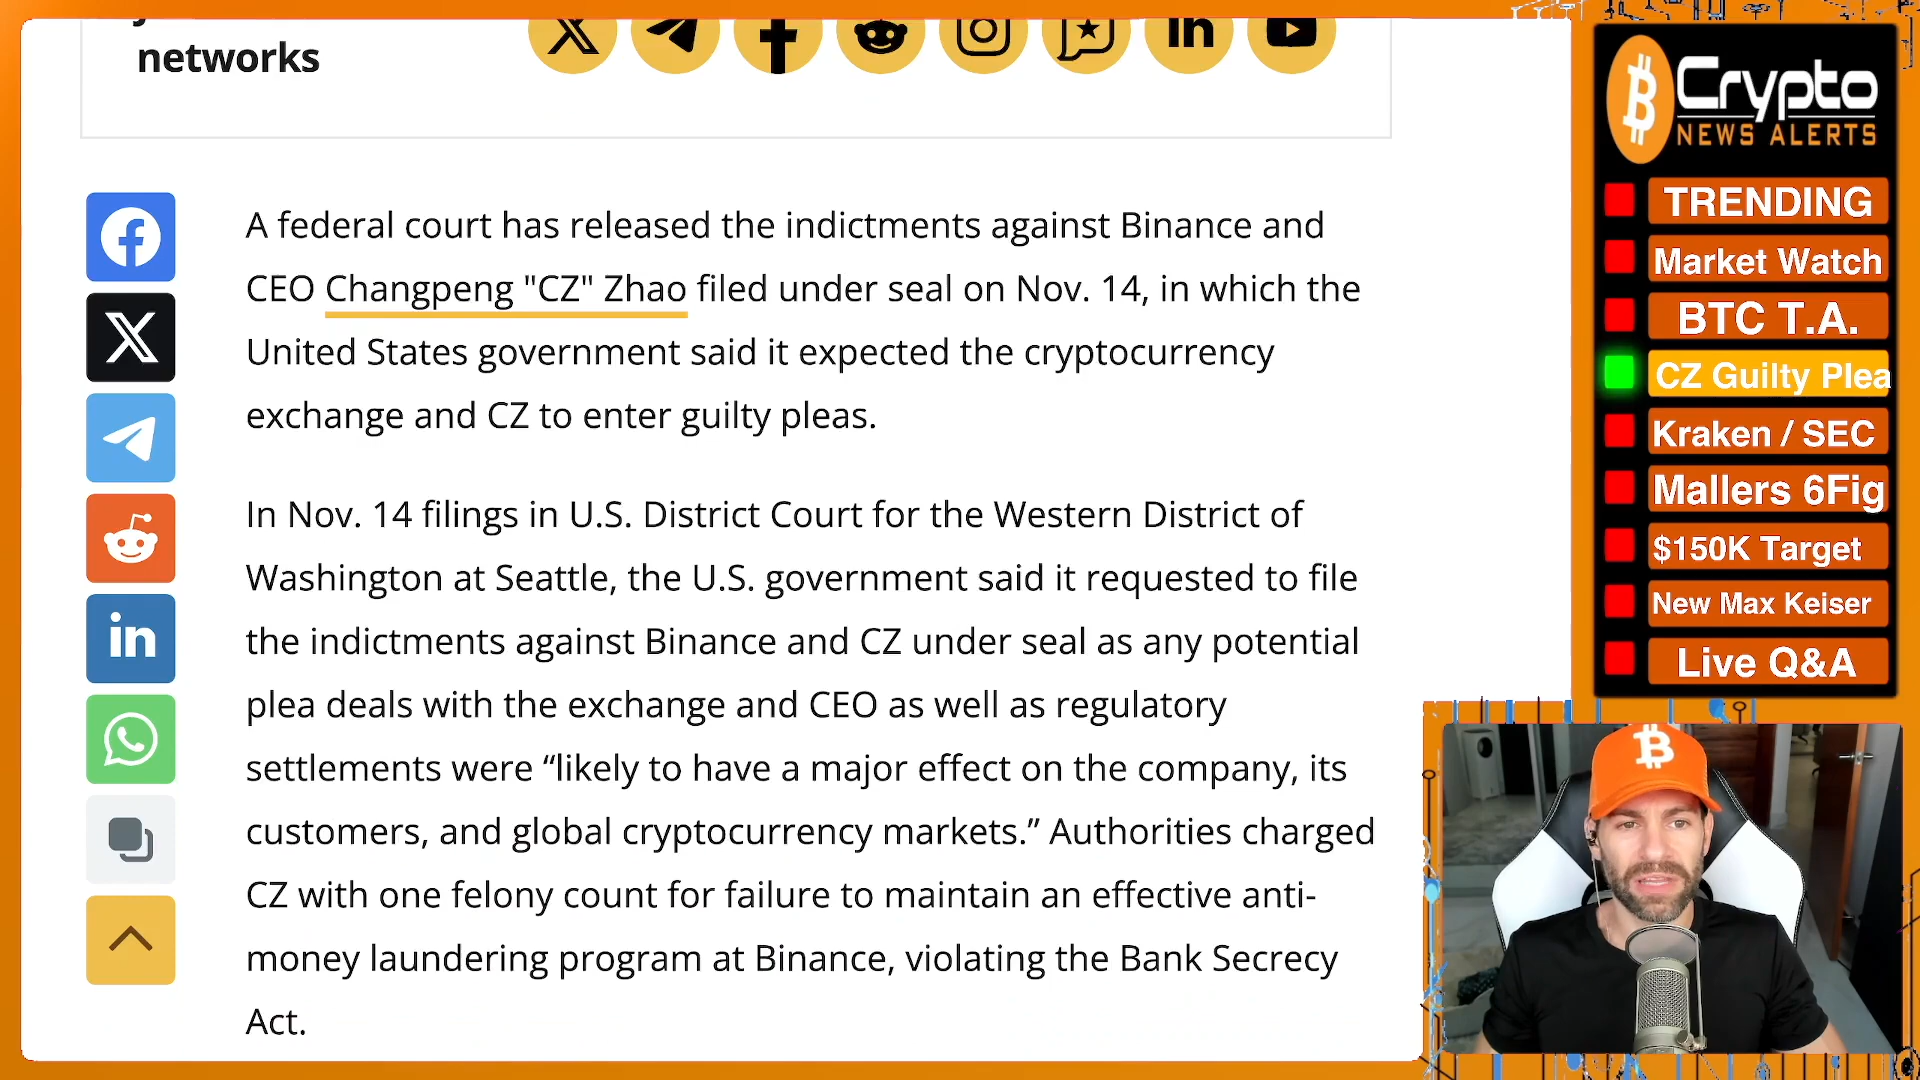 networks
A federal court has released the indictments against Binance and
CEO Changpeng "CZ" Zhao filed under seal on Nov. 14, in which the
United States government said it expected the cryptocurrency
exchange and CZ to enter guilty pleas.
In Nov. 14 filings in U.S. District Court for the Western District of
Washington at Seattle, the U.S. government said it requested to file
the indictments against Binance and CZ under seal as any potential
plea deals with the exchange and CEO as well as regulatory
settlements were “likely to have a major effect on the company, its
customers, and global cryptocurrency markets.” Authorities charged
CZ with one felony count for failure to maintain an effective anti-
money laundering program at Binance, violating the Bank Secrecy
Act.
Crypto
NEWS ALERTS
TRENDING
Market Watch
BTC T.A.
CZ Guilty Plea
Kraken / SEC
Mallers 6Fig
$150K Target
New Max Keiser
Live Q&A